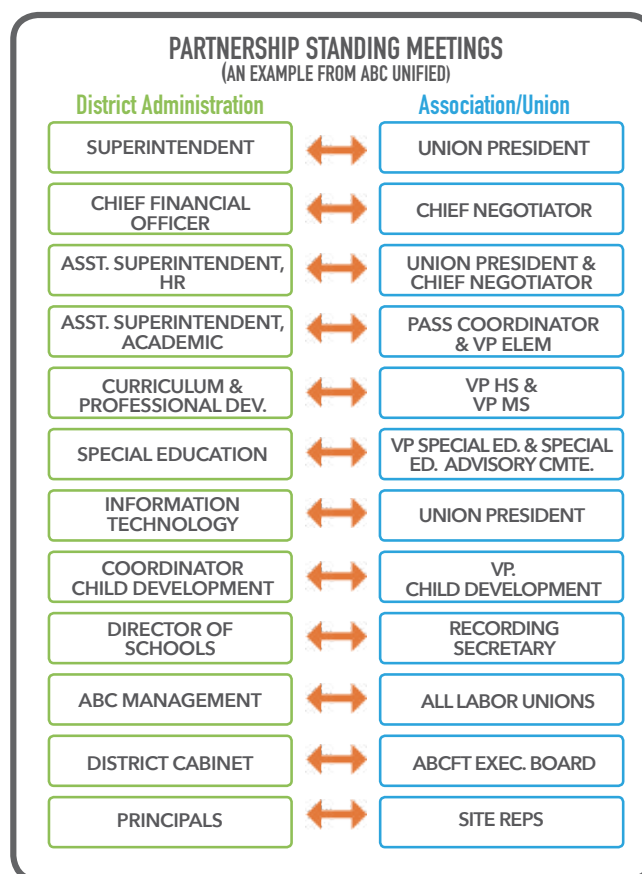 PARTNERSHIP STANDING MEETINGS
(AN EXAMPLE FROM ABC UNIFIED)
District Administration
Association/Union
SUPERINTENDENT
UNION PRESIDENT
CHIEF FINANCIAL
OFFICER
CHIEF NEGOTIATOR
ASST. SUPERINTENDENT,
HR
UNION PRESIDENT &
CHIEF NEGOTIATOR
ASST. SUPERINTENDENT,
ACADEMIC
PASS COORDINATOR
& VP ELEM
CURRICULUM &
PROFESSIONAL DEV.
VP HS &
VP MS
SPECIAL EDUCATION
VP SPECIAL ED. & SPECIAL
ED. ADVISORY CMTE.
INFORMATION
TECHNOLOGY
UNION PRESIDENT
COORDINATOR
CHILD DEVELOPMENT
VP.
CHILD DEVELOPMENT
DIRECTOR OF
SCHOOLS
RECORDING
SECRETARY
ABC MANAGEMENT
ALL LABOR UNIONS
DISTRICT CABINET
ABCFT EXEC. BOARD
PRINCIPALS
SITE REPS